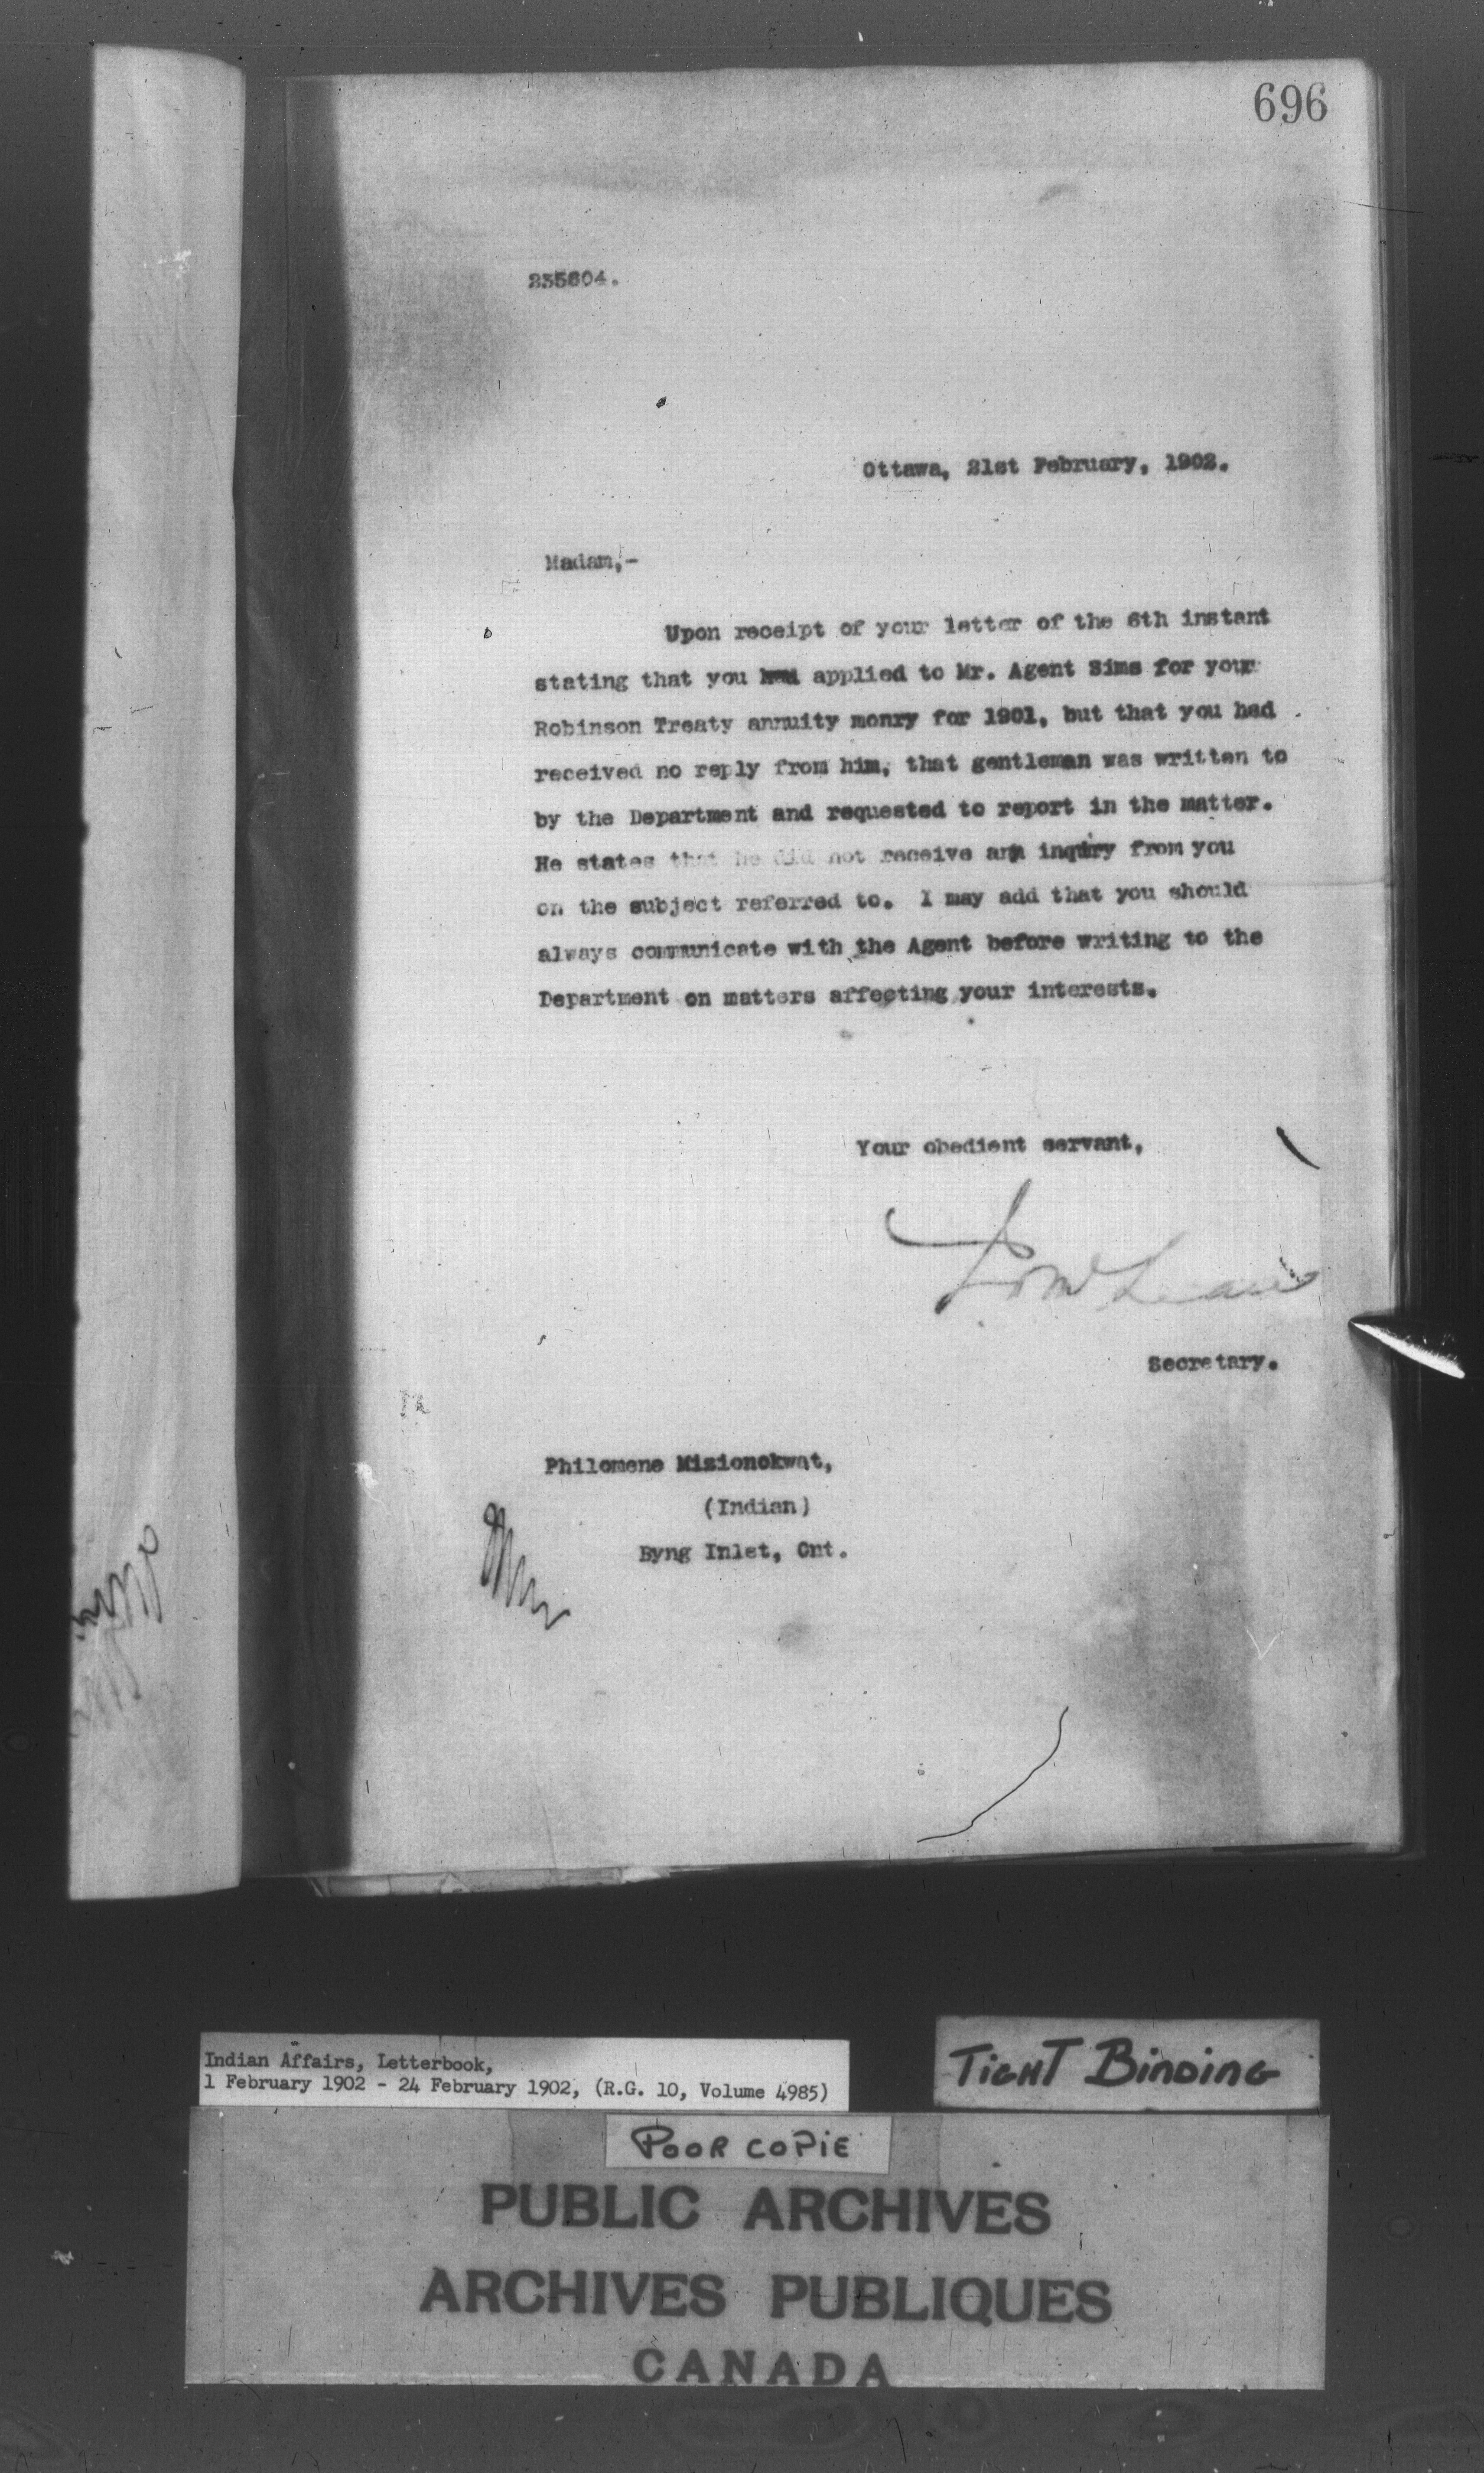 696
235604.
Ottawa, 21st February, 1902.
Madam,-
Upon receipt of your letter of the 6th instant
stating that you had applied to Mr. Agent Sims for your
Robinson Treaty annuity monry for 1901, but that you had
received no reply from him, that gentleman was written to
by the Department and requested to report in the matter.
He states that he did not receive any inquiry from you
on the subject referred to. I may add that you should
always communicate with the Agent before writing to the
Department on matters affecting your interests.
Your obedient servant,
Secretary.
Philomene Misionokwat,
(Indian)
Byng Inlet, Ont.
Indian Affairs, Letterbook,
1 February 1902 - 24 February 1902, (R.G. 10, Volume 4985)
TIGHT BINDING
POOR COPIE
PUBLIC ARCHIVES
ARCHIVES PUBLIQUES
CANADA